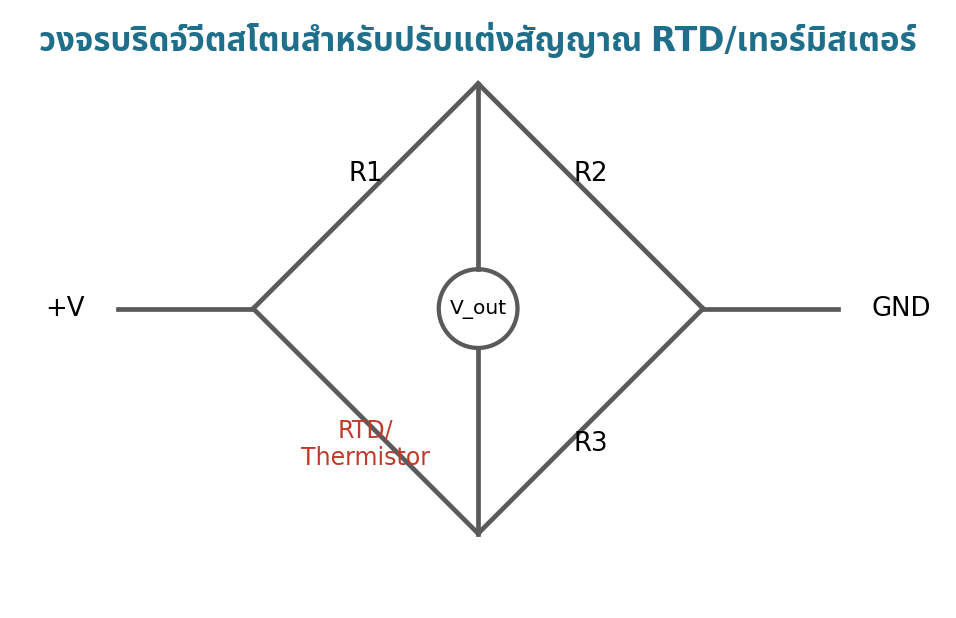 วงจรบริดจ์วีตสโตนสำหรับปรับแต่งสัญญาณ RTD/เทอร์มิสเตอร์
R1
R2
+V
V_out
GND
RTD/
Thermistor
R3